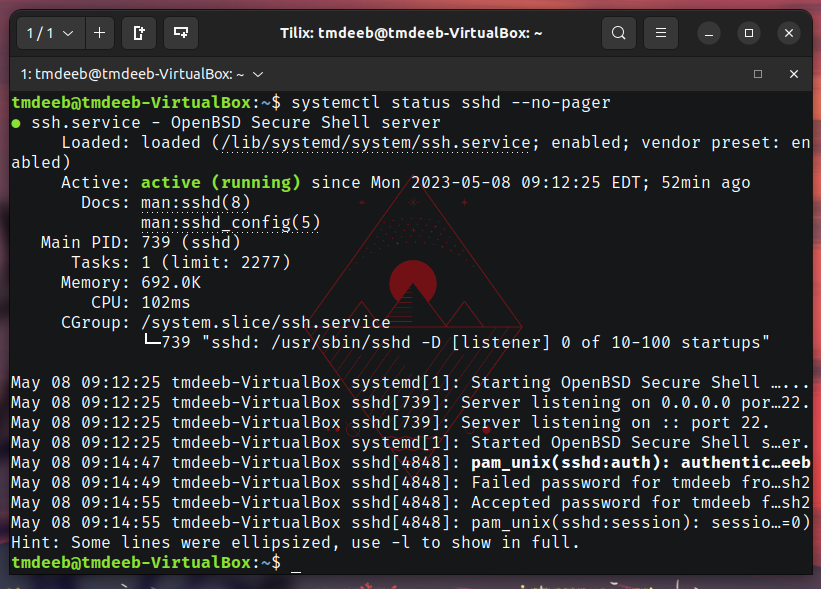 1 / 1
Tilix: tmdeeb@tmdeeb-VirtualBox: ~
1: tmdeeb@tmdeeb-VirtualBox: ~
tmdeeb@tmdeeb-VirtualBox:~$ systemctl status sshd --no-pager
● ssh.service - OpenBSD Secure Shell server
     Loaded: loaded (/lib/systemd/system/ssh.service; enabled; vendor preset: en
abled)
     Active: active (running) since Mon 2023-05-08 09:12:25 EDT; 52min ago
       Docs: man:sshd(8)
             man:sshd_config(5)
   Main PID: 739 (sshd)
      Tasks: 1 (limit: 2277)
     Memory: 692.0K
        CPU: 102ms
     CGroup: /system.slice/ssh.service
             └─739 "sshd: /usr/sbin/sshd -D [listener] 0 of 10-100 startups"
May 08 09:12:25 tmdeeb-VirtualBox systemd[1]: Starting OpenBSD Secure Shell …...
May 08 09:12:25 tmdeeb-VirtualBox sshd[739]: Server listening on 0.0.0.0 por…22.
May 08 09:12:25 tmdeeb-VirtualBox sshd[739]: Server listening on :: port 22.
May 08 09:12:25 tmdeeb-VirtualBox systemd[1]: Started OpenBSD Secure Shell s…er.
May 08 09:14:47 tmdeeb-VirtualBox sshd[4848]: pam_unix(sshd:auth): authentic…eeb
May 08 09:14:49 tmdeeb-VirtualBox sshd[4848]: Failed password for tmdeeb fro…sh2
May 08 09:14:55 tmdeeb-VirtualBox sshd[4848]: Accepted password for tmdeeb f…sh2
May 08 09:14:55 tmdeeb-VirtualBox sshd[4848]: pam_unix(sshd:session): sessio…=0)
Hint: Some lines were ellipsized, use -l to show in full.
tmdeeb@tmdeeb-VirtualBox:~$ _